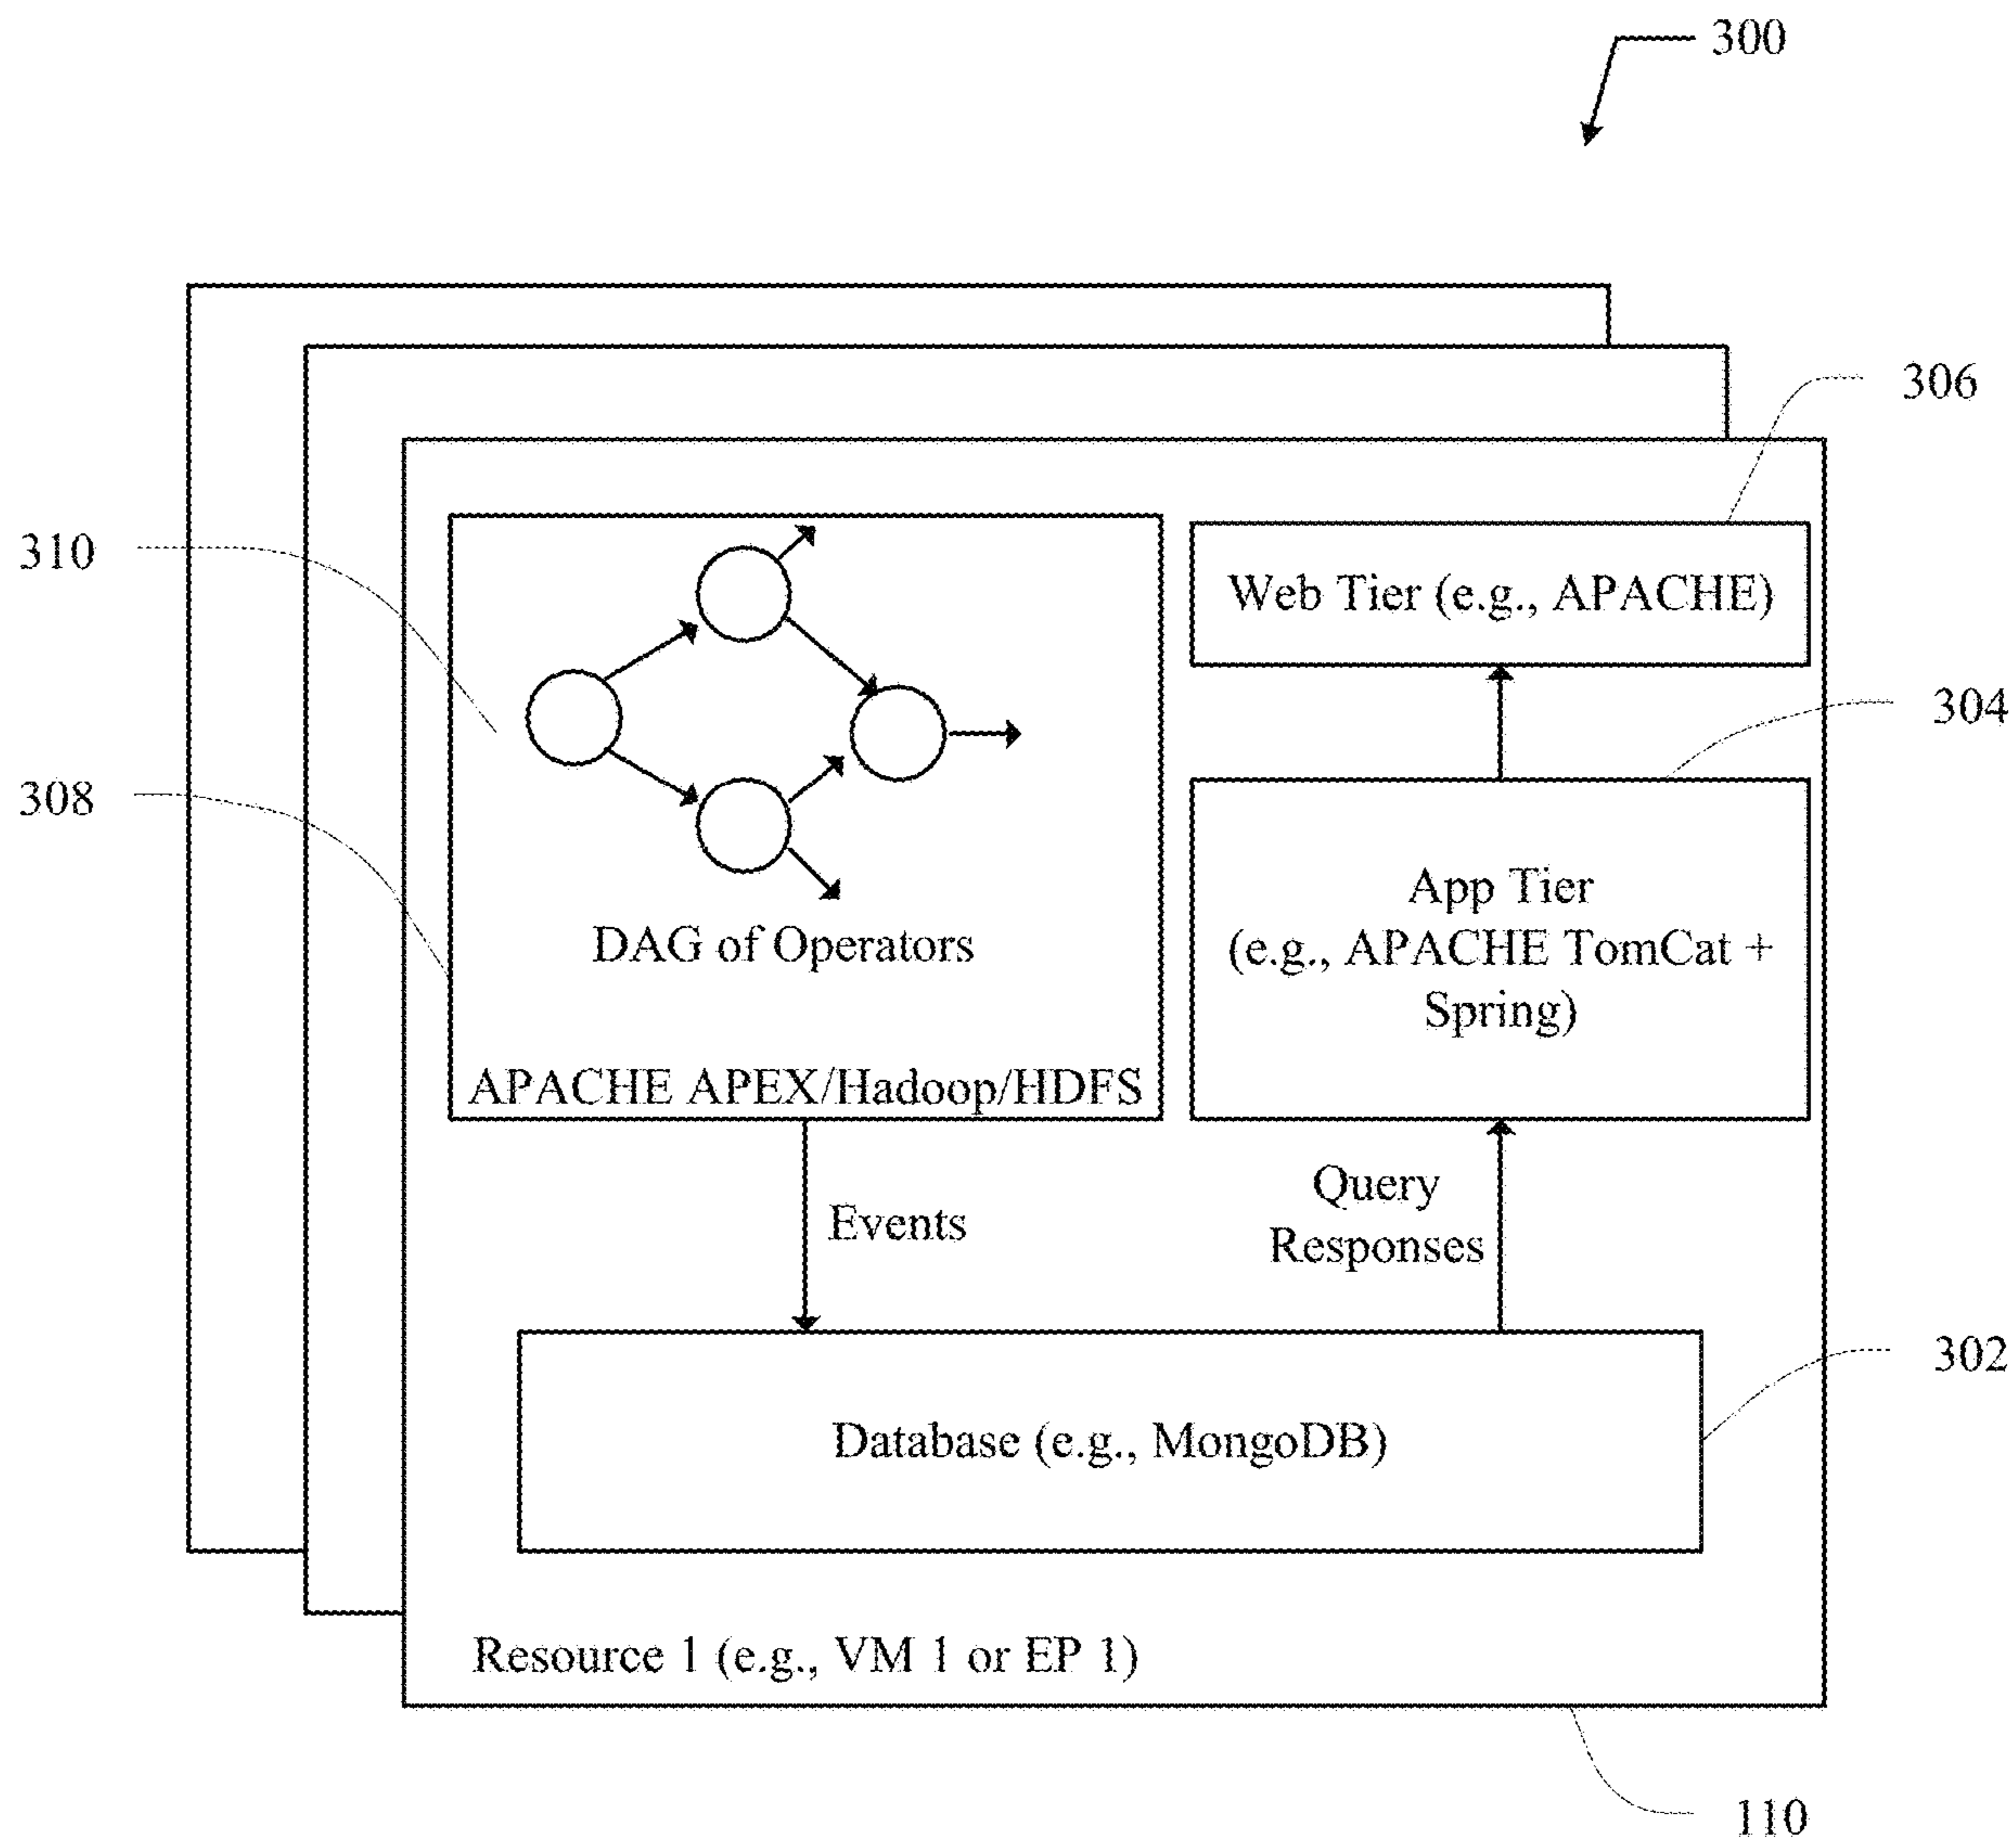 300
306
310
Web Tier (e.g., APACHE)
304
308
App Tier
(e.g., APACHE TomCat +
Spring)
DAG of Operators
APACHE APEX/Hadoop/HDFS
Query
Responses
Events
302
Database (e.g., MongoDB)
Resource 1 (e.g., VM 1 or EP 1)
110